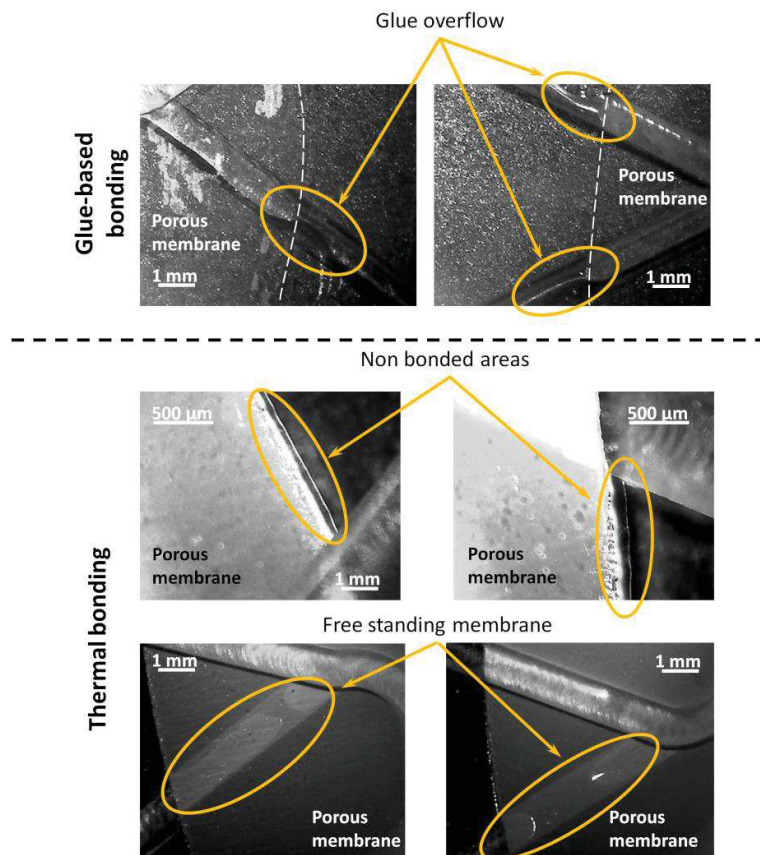 Glue overflow
Glue-based
bonding
Porous
membrane
1 mm
Porous
membrane
1 mm
Non bonded areas
Thermal bonding
500 µm
Porous
membrane
1 mm
500 µm
Porous
membrane
Free standing membrane
1 mm
Porous
membrane
1 mm
Porous
membrane